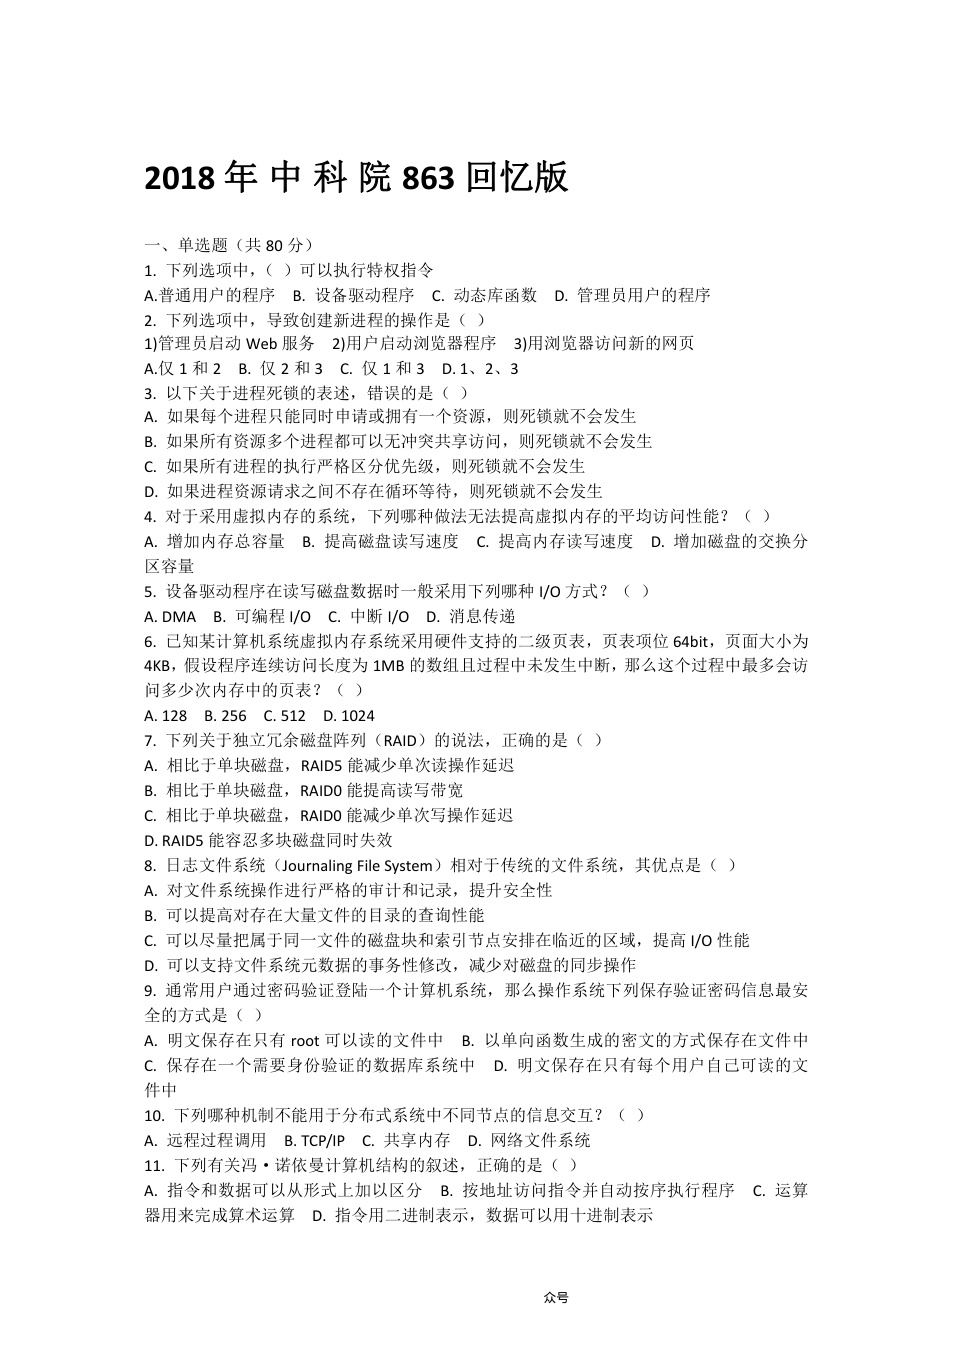 2018 年 中 科 院 863 回忆版
一、单选题（共 80 分）
1. 下列选项中，（ ）可以执行特权指令
A.普通用户的程序 B. 设备驱动程序 C. 动态库函数 D. 管理员用户的程序
2. 下列选项中，导致创建新进程的操作是（ ）
1)管理员启动 Web 服务 2)用户启动浏览器程序 3)用浏览器访问新的网页
A.仅 1 和 2 B. 仅 2 和 3 C. 仅 1 和 3 D. 1、2、3
3. 以下关于进程死锁的表述，错误的是（ ）
A. 如果每个进程只能同时申请或拥有一个资源，则死锁就不会发生
B. 如果所有资源多个进程都可以无冲突共享访问，则死锁就不会发生
C. 如果所有进程的执行严格区分优先级，则死锁就不会发生
D. 如果进程资源请求之间不存在循环等待，则死锁就不会发生
4. 对于采用虚拟内存的系统，下列哪种做法无法提高虚拟内存的平均访问性能？（ ）
A. 增加内存总容量 B. 提高磁盘读写速度 C. 提高内存读写速度 D. 增加磁盘的交换分
区容量
5. 设备驱动程序在读写磁盘数据时一般采用下列哪种 I/O 方式？（ ）
A. DMA B. 可编程 I/O C. 中断 I/O D. 消息传递
6. 已知某计算机系统虚拟内存系统采用硬件支持的二级页表，页表项位 64bit，页面大小为
4KB，假设程序连续访问长度为 1MB 的数组且过程中未发生中断，那么这个过程中最多会访
问多少次内存中的页表？（ ）
A. 128 B. 256 C. 512 D. 1024
7. 下列关于独立冗余磁盘阵列（RAID）的说法，正确的是（ ）
A. 相比于单块磁盘，RAID5 能减少单次读操作延迟
B. 相比于单块磁盘，RAID0 能提高读写带宽
C. 相比于单块磁盘，RAID0 能减少单次写操作延迟
D. RAID5 能容忍多块磁盘同时失效
8. 日志文件系统（Journaling File System）相对于传统的文件系统，其优点是（ ）
A. 对文件系统操作进行严格的审计和记录，提升安全性
B. 可以提高对存在大量文件的目录的查询性能
C. 可以尽量把属于同一文件的磁盘块和索引节点安排在临近的区域，提高 I/O 性能
D. 可以支持文件系统元数据的事务性修改，减少对磁盘的同步操作
9. 通常用户通过密码验证登陆一个计算机系统，那么操作系统下列保存验证密码信息最安
全的方式是（ ）
A. 明文保存在只有 root 可以读的文件中 B. 以单向函数生成的密文的方式保存在文件中
C. 保存在一个需要身份验证的数据库系统中 D. 明文保存在只有每个用户自己可读的文
件中
10. 下列哪种机制不能用于分布式系统中不同节点的信息交互？（ ）
A. 远程过程调用 B. TCP/IP C. 共享内存 D. 网络文件系统
11. 下列有关冯·诺依曼计算机结构的叙述，正确的是（ ）
A. 指令和数据可以从形式上加以区分 B. 按地址访问指令并自动按序执行程序 C. 运算
器用来完成算术运算 D. 指令用二进制表示，数据可以用十进制表示
众号